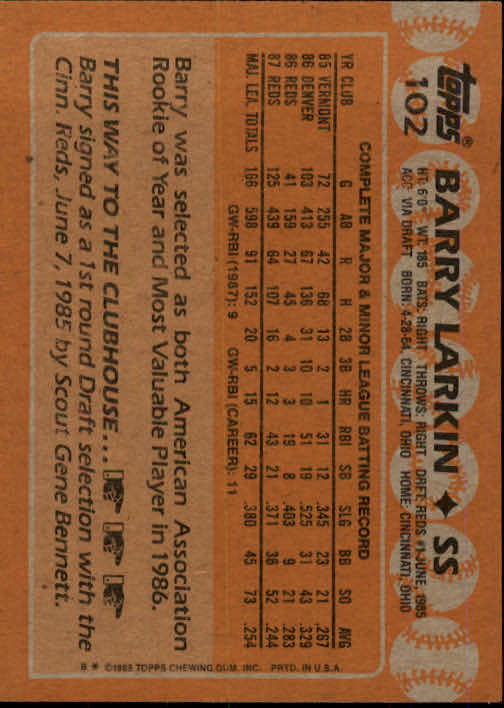 topps®
102
BARRY LARKIN ♦ SS
HT: 6'0" WT: 185 BATS: RIGHT THROWS: RIGHT DRFT: REDS #1-JUNE, 1985
ACQ: VIA DRAFT BORN: 4-28-64, CINCINNATI, OHIO HOME: CINCINNATI, OHIO
COMPLETE MAJOR & MINOR LEAGUE BATTING RECORD
YR CLUB G AB R H 2B 3B HR RBI SB SLG BB SO AVG
85 VERMONT 72 255 42 68 13 2 1 31 12 .345 23 21 .267
86 DENVER 103 413 67 136 31 10 10 51 19 .525 31 43 .329
86 REDS 41 159 27 45 4 3 3 19 8 .403 9 21 .283
87 REDS 125 439 64 107 16 2 12 43 21 .371 36 52 .244
MAJ. LEA. TOTALS 166 598 91 152 20 5 15 62 29 .380 45 73 .254
GW-RBI (1987): 9 GW-RBI (CAREER): 11
Barry was selected as both American Association
Rookie of Year and Most Valuable Player in 1986.
THIS WAY TO THE CLUBHOUSE...
Barry signed as a 1st round Draft selection with the
Cinn. Reds, June 7, 1985 by Scout Gene Bennett.
B * ©1988 TOPPS CHEWING GUM, INC. PRTD. IN U.S.A.